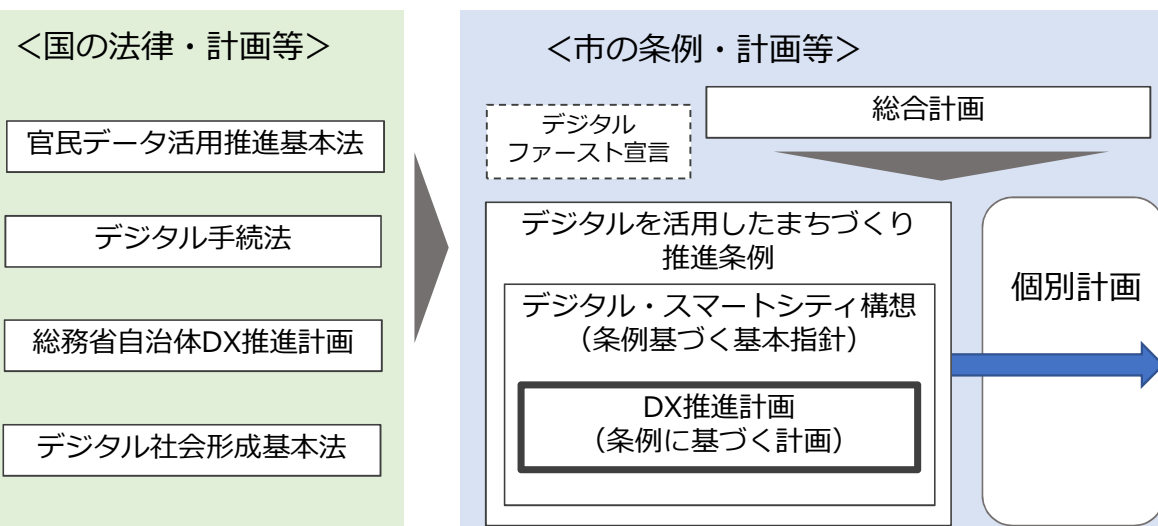 ＜国の法律・計画等＞
官民データ活用推進基本法
デジタル手続法
総務省自治体DX推進計画
デジタル社会形成基本法
＜市の条例・計画等＞
デジタル
ファースト宣言
総合計画
デジタルを活用したまちづくり
推進条例
デジタル・スマートシティ構想
（条例基づく基本指針）
DX推進計画
（条例に基づく計画）
個別計画